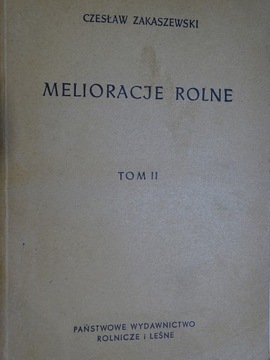 CZESŁAW ZAKASZEWSKI
MELIORACJE ROLNE
TOM II
PAŃSTWOWE WYDAWNICTWO
ROLNICZE i LEŚNE